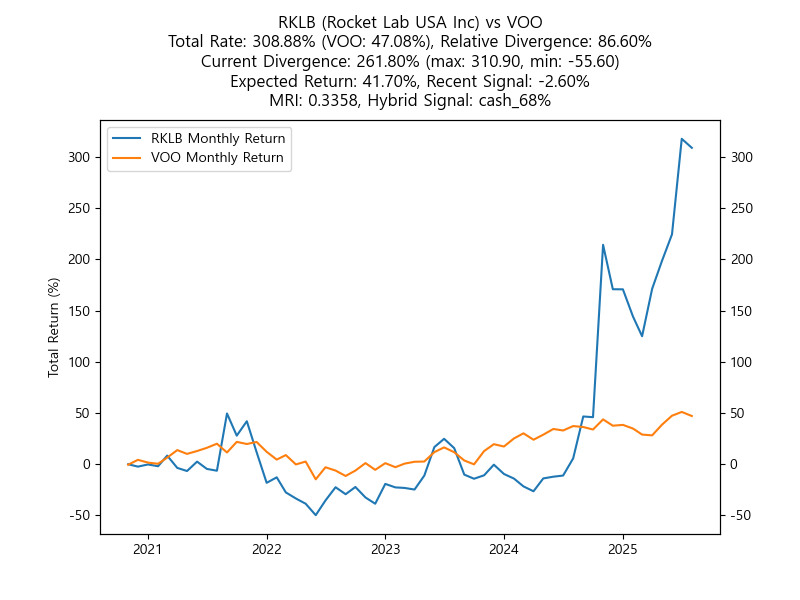 RKLB (Rocket Lab USA Inc) vs VOO
Total Rate: 308.88% (VOO: 47.08%), Relative Divergence: 86.60%
Current Divergence: 261.80% (max: 310.90, min: -55.60)
Expected Return: 41.70%, Recent Signal: -2.60%
MRI: 0.3358, Hybrid Signal: cash_68%
RKLB Monthly Return
VOO Monthly Return
Total Return (%)
300
250
200
150
100
50
0
-50
300
250
200
150
100
50
0
-50
2021 2022 2023 2024 2025